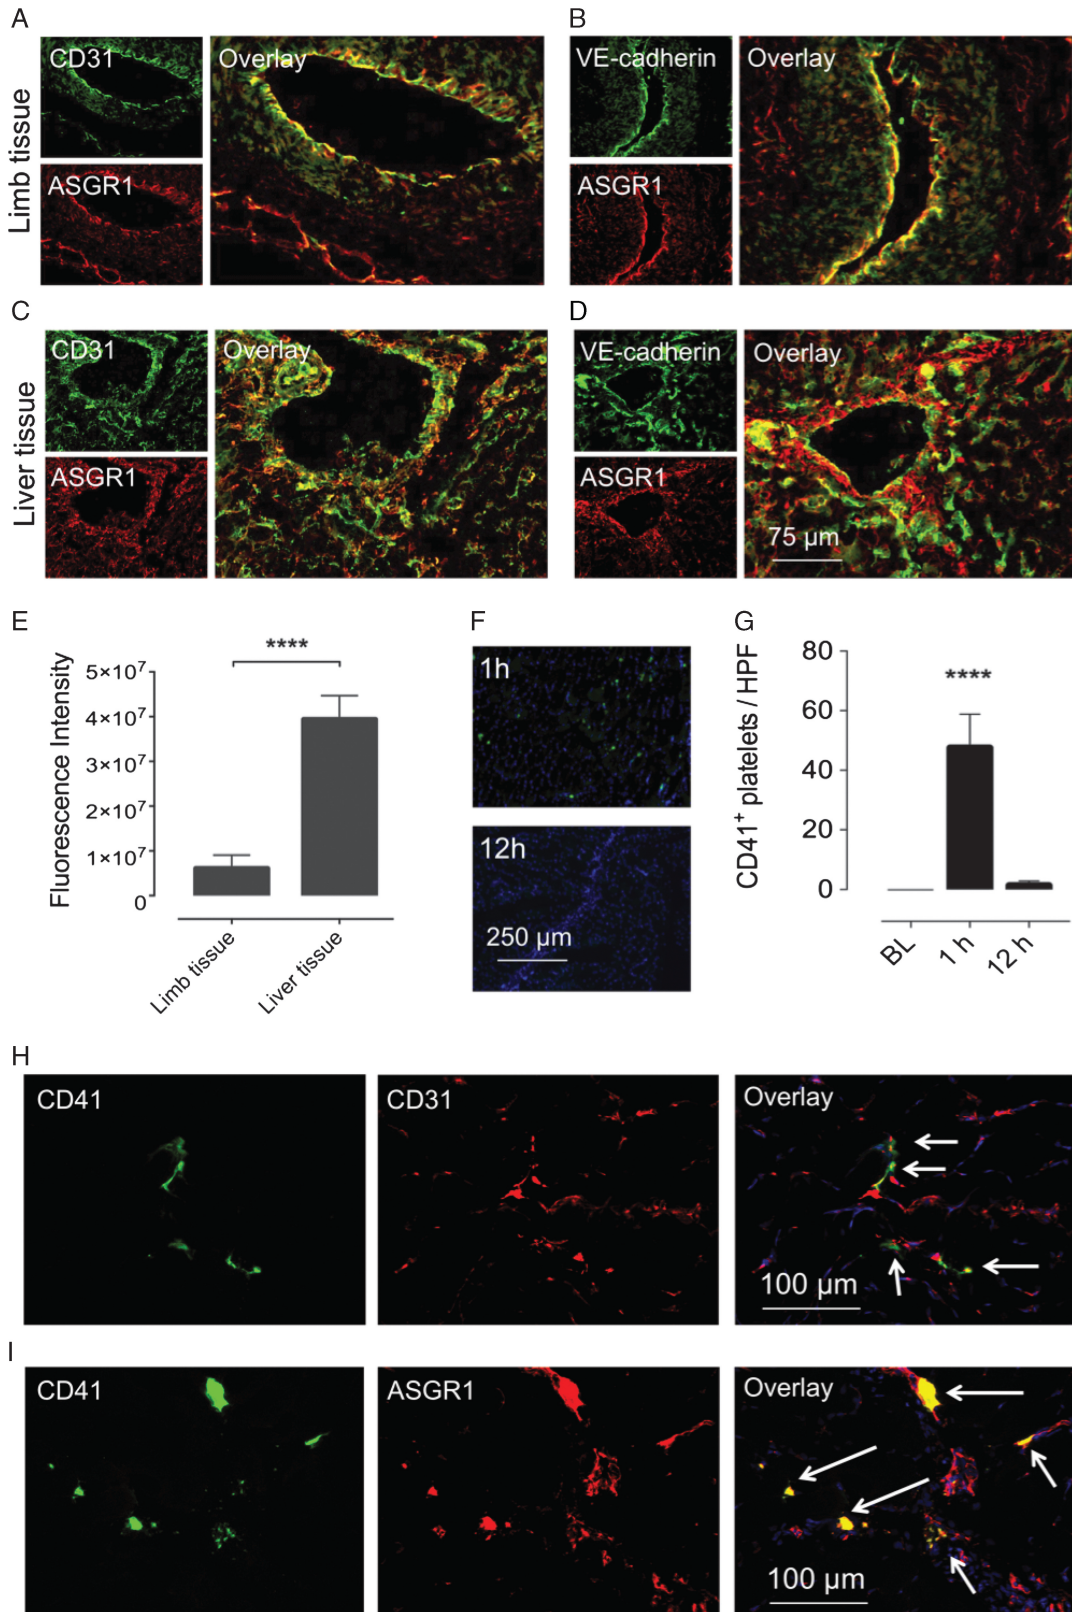 A
B
Limb tissue
CD31
Overlay
ASGR1
VE-cadherin
Overlay
ASGR1
C
D
Liver tissue
CD31
Overlay
ASGR1
VE-cadherin
Overlay
ASGR1
75 µm
E
Fluorescence Intensity
****
5×10⁷
4×10⁷
3×10⁷
2×10⁷
1×10⁷
0
Limb tissue
Liver tissue
F
1h
12h
250 µm
G
CD41⁺ platelets / HPF
80
60
40
20
0
****
BL
1 h
12 h
H
CD41
CD31
Overlay
100 µm
I
CD41
ASGR1
Overlay
100 µm